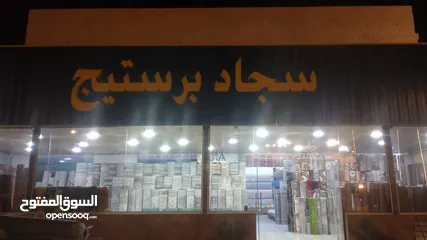 سجاد برستيج
السوق المفتوح
opensooq.com